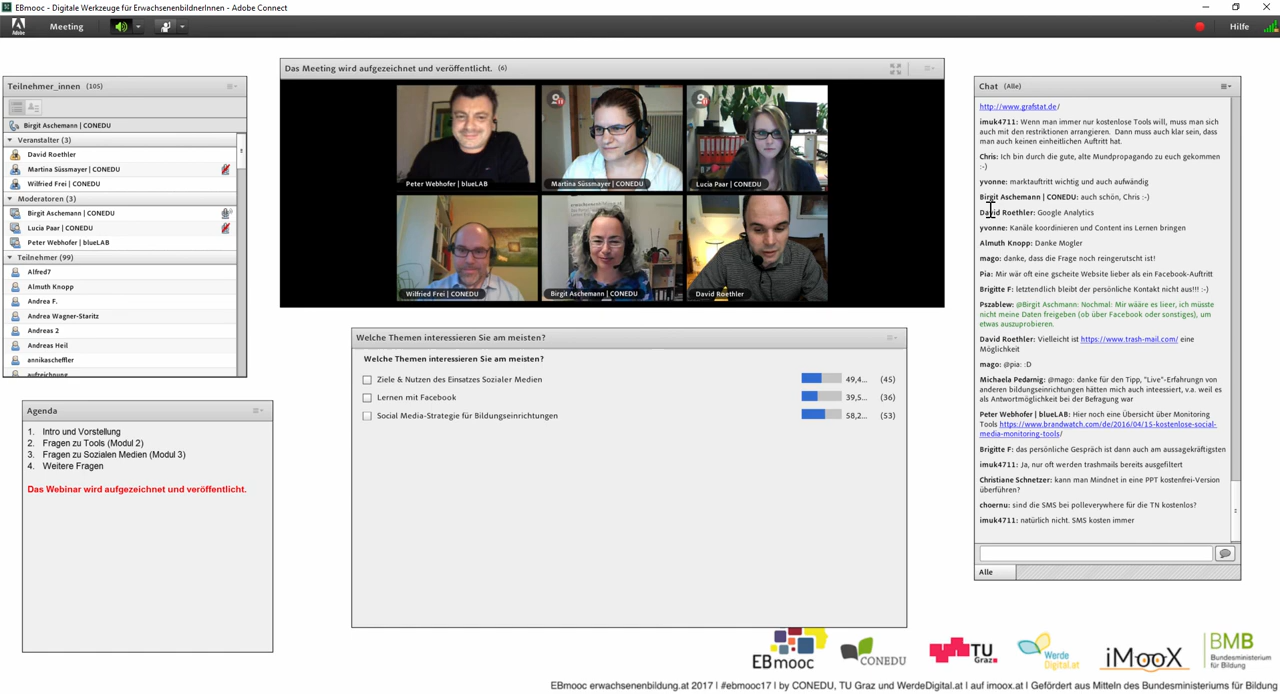 EBmooc - Digitale Werkzeuge für ErwachsenenbildnerInnen - Adobe Connect
Adobe
Meeting
Hilfe
Teilnehmer_innen (105)
Birgit Aschemann | CONEDU
Veranstalter (3)
David Roethler
Martina Süssmayer | CONEDU
Wilfried Frei | CONEDU
Moderatoren (3)
Birgit Aschemann | CONEDU
Lucia Paar | CONEDU
Peter Webhofer | blueLAB
Teilnehmer (99)
Alfred7
Almuth Knopp
Andrea F.
Andrea Wagner-Staritz
Andreas 2
Andreas Heil
annikascheffler
aufreichnung
Agenda
1. Intro und Vorstellung
2. Fragen zu Tools (Modul 2)
3. Fragen zu Sozialen Medien (Modul 3)
4. Weitere Fragen
Das Webinar wird aufgezeichnet und veröffentlicht.
Das Meeting wird aufgezeichnet und veröffentlicht. (6)
Peter Webhofer | blueLAB
Martina Süssmayer | CONEDU
Lucia Paar | CONEDU
Wilfried Frei | CONEDU
Birgit Aschemann | CONEDU
David Roethler
Welche Themen interessieren Sie am meisten?
Welche Themen interessieren Sie am meisten?
Ziele & Nutzen des Einsatzes Sozialer Medien 49,4... (45)
Lernen mit Facebook 39,5... (36)
Social Media-Strategie für Bildungseinrichtungen 58,2... (53)
Chat (Alle)
http://www.grafstat.de/
imuk4711: Wenn man immer nur kostenlose Tools will, muss man sich
auch mit den restriktionen arrangieren. Dann muss auch klar sein, dass
man auch keinen einheitlichen Auftritt hat.
Chris: Ich bin durch die gute, alte Mundpropagando zu euch gekommen
:-)
yvonne: marktauftritt wichtig und auch aufwändig
Birgit Aschemann | CONEDU: auch schön, Chris :-)
David Roethler: Google Analytics
yvonne: Kanäle koordinieren und Content ins Lernen bringen
Almuth Knopp: Danke Mogler
mago: danke, dass die Frage noch reingerutscht ist!
Pia: Mir wär oft eine gscheite Website lieber als ein Facebook-Auftritt
Brigitte F: letztendlich bleibt der persönliche Kontakt nicht aus!!! :-)
Pszablew: @Birgit Aschmann: Nochmal: Mir wääre es lieer, ich müsste
nicht meine Daten freigeben (ob über Facebook oder sonstiges), um
etwas auszuprobieren.
David Roethler: Vielleicht ist https://www.trash-mail.com/ eine
Möglichkeit
mago: @pia: :D
Michaela Pedarnig: @mago: danke für den Tipp, "Live"-Erfahrungn von
anderen bildungseinrichtungen hätten mich auch interessiert, v.a. weil es
als Antwortmöglichkeit bei der Befragung war
Peter Webhofer | blueLAB: Hier noch eine Übersicht über Monitoring
Tools https://www.brandwatch.com/de/2016/04/15-kostenlose-social-
media-monitoring-tools/
Brigitte F: das persönliche Gespräch ist dann auch am aussagekräftigsten
imuk4711: Ja, nur oft werden trashmails bereits ausgefiltert
Christiane Schnetzer: kann man Mindnet in eine PPT kostenfrei-Version
überführen?
choernu: sind die SMS bei polleverywhere für die TN kostenlos?
imuk4711: natürlich nicht. SMS kosten immer
Alle
EBmooc
CONEDU
TU
Graz
Werde
Digital.at
iMooX
BMB
Bundesministerium
für Bildung
EBmooc erwachsenenbildung.at 2017 | #ebmooc17 | by CONEDU, TU Graz und WerdeDigital.at | auf imoox.at | Gefördert aus Mitteln des Bundesministeriums für Bildung